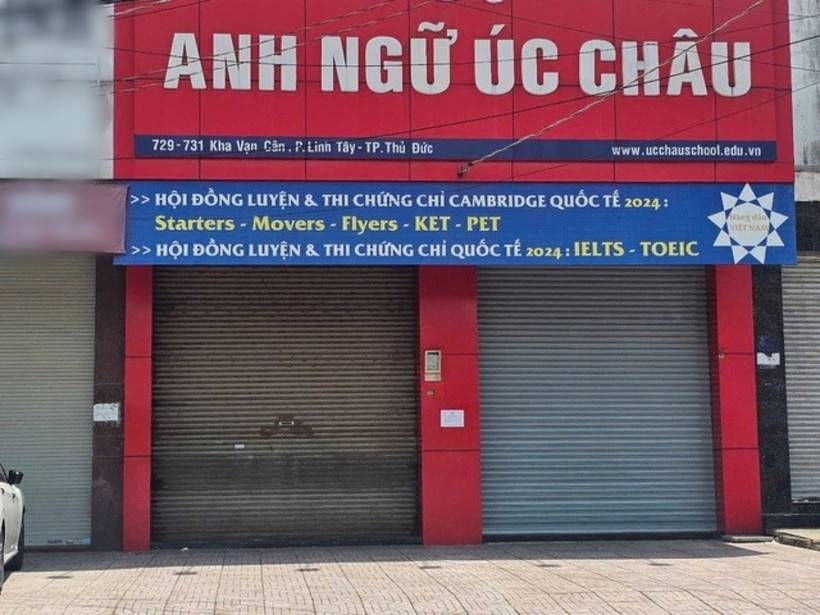 ANH NGỮ ÚC CHÂU
729-731 Kha Vạn Cân, P. Linh Tây - TP. Thủ Đức
www.ucchauschool.edu.vn
>> HỘI ĐỒNG LUYỆN & THI CHỨNG CHỈ CAMBRIDGE QUỐC TẾ 2024 :
Starters - Movers - Flyers - KET - PET
>> HỘI ĐỒNG LUYỆN & THI CHỨNG CHỈ QUỐC TẾ 2024 : IELTS - TOEIC
Hàng đầu
VIỆT NAM